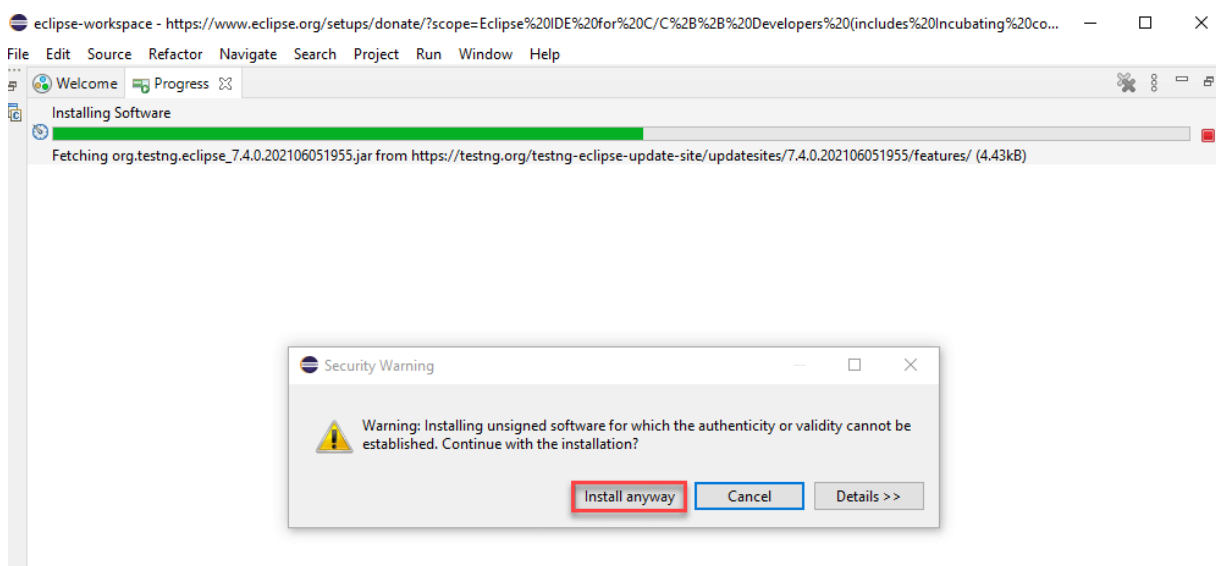 eclipse-workspace - https://www.eclipse.org/setups/donate/?scope=Eclipse%20IDE%20for%20C/C%2B%2B%20Developers%20(includes%20Incubating%20co...
File Edit Source Refactor Navigate Search Project Run Window Help
Welcome Progress
Installing Software
Fetching org.testng.eclipse_7.4.0.202106051955.jar from https://testng.org/testng-eclipse-update-site/updatesites/7.4.0.202106051955/features/ (4.43kB)
Security Warning
Warning: Installing unsigned software for which the authenticity or validity cannot be
established. Continue with the installation?
Install anyway Cancel Details >>